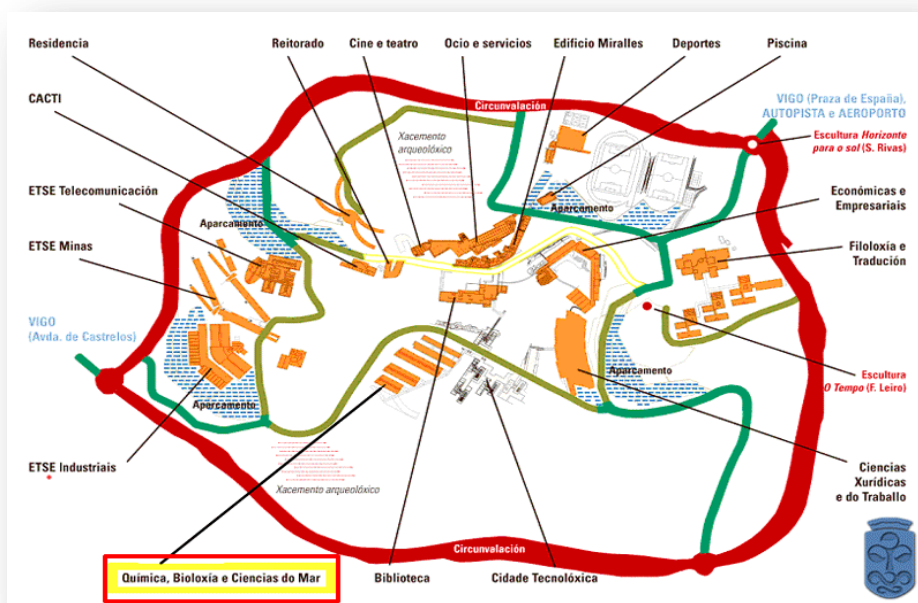 Residencia
Reitorado
Cine e teatro
Ocio e servicios
Edificio Miralles
Deportes
Piscina
CACTI
Circunvalación
VIGO (Praza de España),
AUTOPISTA e AEROPORTO
Xacemento
arqueolóxico
Escultura Horizonte
para o sol (S. Rivas)
ETSE Telecomunicación
Aparcamento
Aparcamento
Económicas e
Empresariais
ETSE Minas
Filoloxía e
Tradución
VIGO
(Avda. de Castrelos)
Aparcamento
Escultura
O Tempo (F. Leiro)
Aparcamento
ETSE Industriais
Xacemento arqueolóxico
Ciencias
Xurídicas
e do Traballo
Circunvalación
Química, Bioloxía e Ciencias do Mar
Biblioteca
Cidade Tecnolóxica